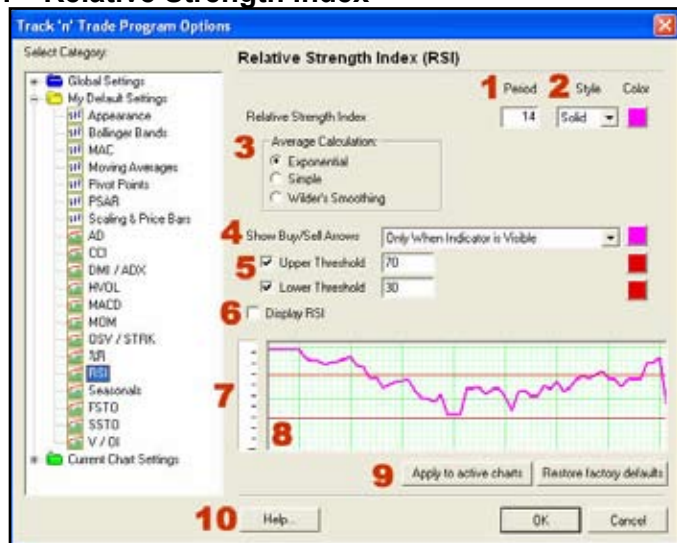 Relative Strength Index
Track 'n' Trade Program Options
Select Category:
Relative Strength Index (RSI)
Global Settings
My Default Settings
Appearance
Bollinger Bands
MAC
Moving Averages
Pivot Points
PSAR
Scaling & Price Bars
AD
CCI
DMI / ADX
HVOL
MACD
MOM
OSV / STRK
%R
RSI
Seasonals
FSTO
SSTO
V / OI
Current Chart Settings
1 Period 2 Style Color
Relative Strength Index 14 Solid
3 Average Calculation:
Exponential
Simple
Wilder's Smoothing
4 Show Buy/Sell Arrows Only When Indicator is Visible
5 Upper Threshold 70
Lower Threshold 30
6 Display RSI
7
8
9 Apply to active charts Restore factory defaults
10 Help... OK Cancel